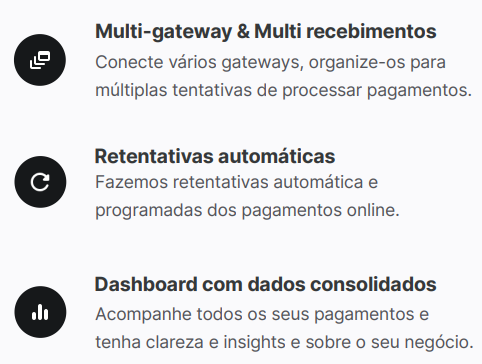 Multi-gateway & Multi recebimentos
Conecte vários gateways, organize-os para
múltiplas tentativas de processar pagamentos.
Retentativas automáticas
Fazemos retentativas automática e
programadas dos pagamentos online.
Dashboard com dados consolidados
Acompanhe todos os seus pagamentos e
tenha clareza e insights e sobre o seu negócio.